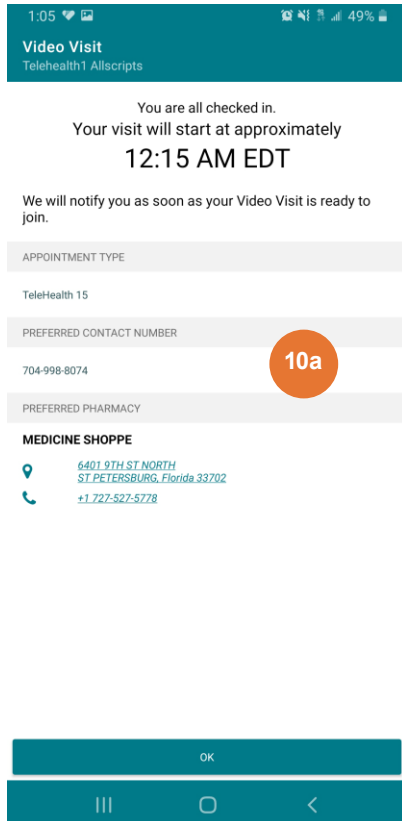 1:05 49%
Video Visit
Telehealth1 Allscripts
You are all checked in.
Your visit will start at approximately
12:15 AM EDT
We will notify you as soon as your Video Visit is ready to
join.
APPOINTMENT TYPE
TeleHealth 15
PREFERRED CONTACT NUMBER
704-998-8074
10a
PREFERRED PHARMACY
MEDICINE SHOPPE
6401 9TH ST NORTH
ST PETERSBURG, Florida 33702
+1 727-527-5778
OK